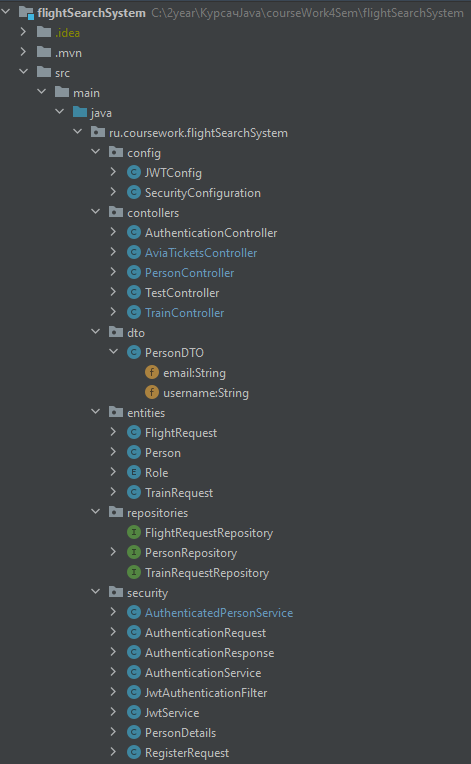 flightSearchSystem C:\2year\КурсачJava\courseWork4Sem\flightSearchSystem
.idea
.mvn
src
main
java
ru.coursework.flightSearchSystem
config
C JWTConfig
C SecurityConfiguration
contollers
C AuthenticationController
C AviaTicketsController
C PersonController
C TestController
C TrainController
dto
C PersonDTO
f email:String
f username:String
entities
C FlightRequest
C Person
E Role
C TrainRequest
repositories
I FlightRequestRepository
I PersonRepository
I TrainRequestRepository
security
C AuthenticatedPersonService
C AuthenticationRequest
C AuthenticationResponse
C AuthenticationService
C JwtAuthenticationFilter
C JwtService
C PersonDetails
C RegisterRequest